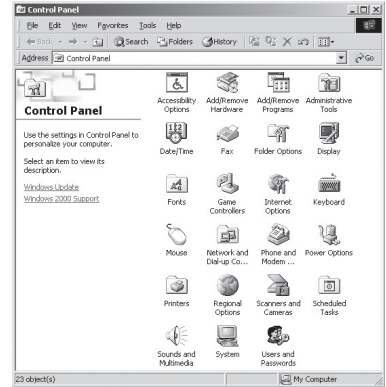 Control Panel
File Edit View Favorites Tools Help
Back Search Folders History
Address Control Panel Go
Control Panel
Use the settings in Control Panel to
personalize your computer.
Select an item to view its
description.
Windows Update
Windows 2000 Support
Accessibility Options
Add/Remove Hardware
Add/Remove Programs
Administrative Tools
Date/Time
Fax
Folder Options
Display
Fonts
Game Controllers
Internet Options
Keyboard
Mouse
Network and Dial-up Co...
Phone and Modem ...
Power Options
Printers
Regional Options
Scanners and Cameras
Scheduled Tasks
Sounds and Multimedia
System
Users and Passwords
23 object(s)
My Computer